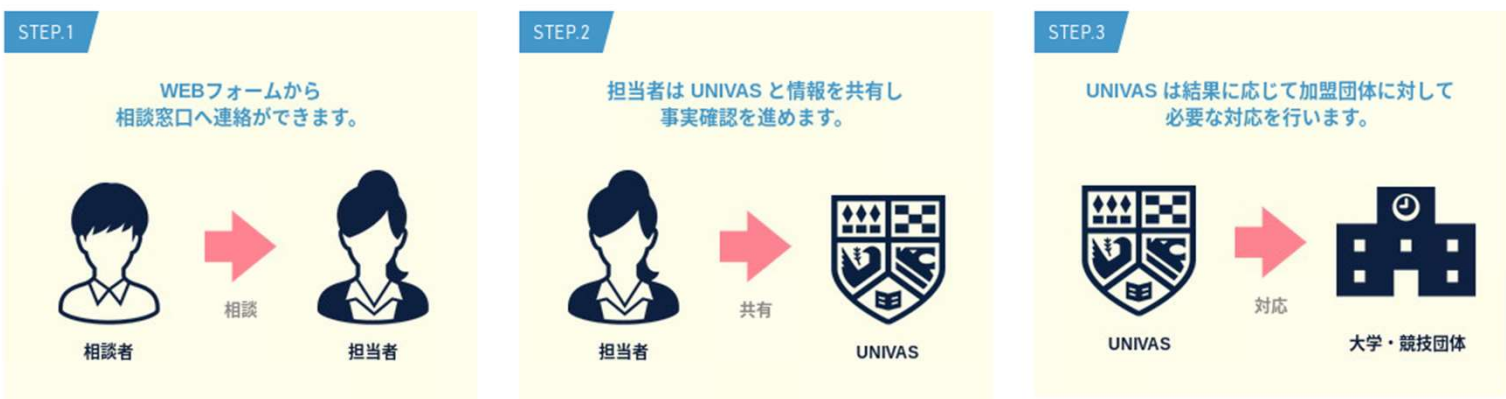 STEP.1
WEBフォームから
相談窓口へ連絡ができます。
相談
相談者
担当者
STEP.2
担当者は UNIVAS と情報を共有し
事実確認を進めます。
共有
担当者
UNIVAS
STEP.3
UNIVAS は結果に応じて加盟団体に対して
必要な対応を行います。
対応
UNIVAS
大学・競技団体